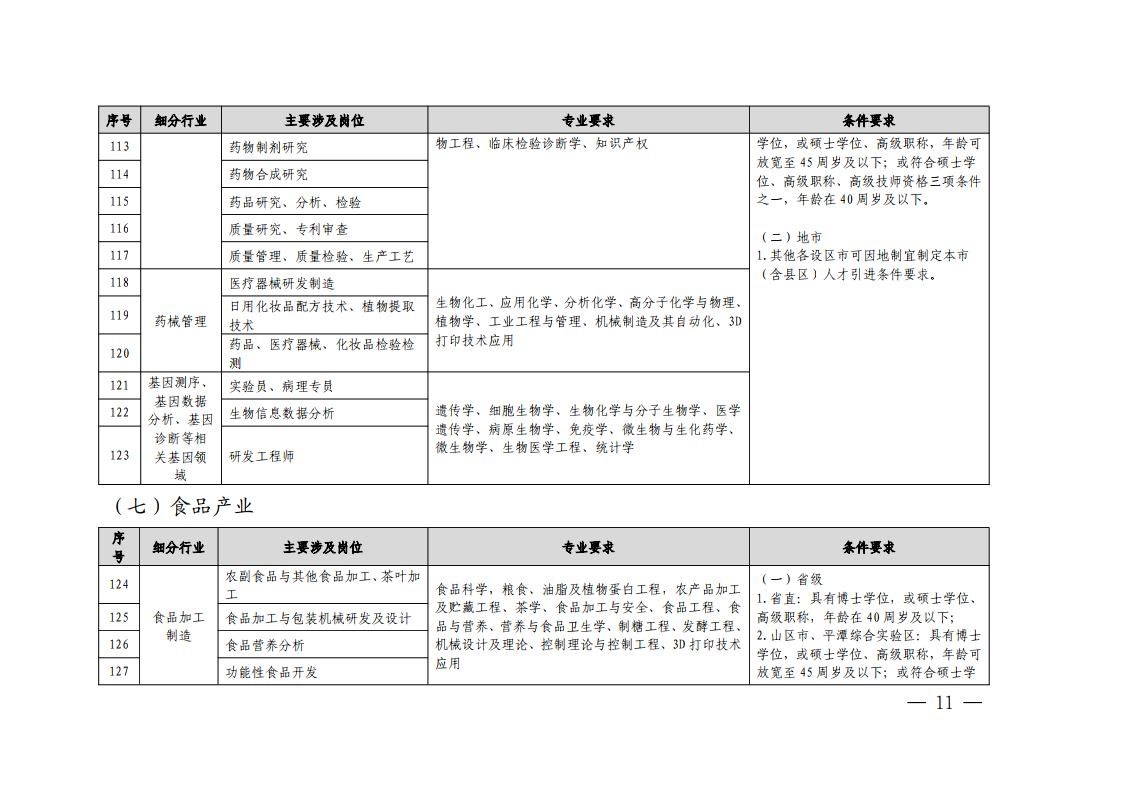 序号 细分行业 主要涉及岗位 专业要求 条件要求
113 药物制剂研究
114 药物合成研究
115 药品研究、分析、检验
116 质量研究、专利审查
117 质量管理、质量检验、生产工艺
物工程、临床检验诊断学、知识产权
118 医疗器械研发制造
119 日用化妆品配方技术、植物提取
技术
120 药品、医疗器械、化妆品检验检
测
药械管理
生物化工、应用化学、分析化学、高分子化学与物理、
植物学、工业工程与管理、机械制造及其自动化、3D
打印技术应用
121 实验员、病理专员
122 生物信息数据分析
123 研发工程师
基因测序、
基因数据
分析、基因
诊断等相
关基因领
域
遗传学、细胞生物学、生物化学与分子生物学、医学
遗传学、病原生物学、免疫学、微生物与生化药学、
微生物学、生物医学工程、统计学
学位，或硕士学位、高级职称，年龄可
放宽至 45 周岁及以下；或符合硕士学
位、高级职称、高级技师资格三项条件
之一，年龄在 40 周岁及以下。
（二）地市
1.其他各设区市可因地制宜制定本市
（含县区）人才引进条件要求。
（七）食品产业
序
号
细分行业 主要涉及岗位 专业要求 条件要求
124 农副食品与其他食品加工、茶叶加
工
125 食品加工与包装机械研发及设计
126 食品营养分析
127 功能性食品开发
食品加工
制造
食品科学，粮食、油脂及植物蛋白工程，农产品加工
及贮藏工程、茶学、食品加工与安全、食品工程、食
品与营养、营养与食品卫生学、制糖工程、发酵工程、
机械设计及理论、控制理论与控制工程、3D 打印技术
应用
（一）省级
1.省直：具有博士学位，或硕士学位、
高级职称，年龄在 40 周岁及以下；
2.山区市、平潭综合实验区：具有博士
学位，或硕士学位、高级职称，年龄可
放宽至 45 周岁及以下；或符合硕士学
— 11 —